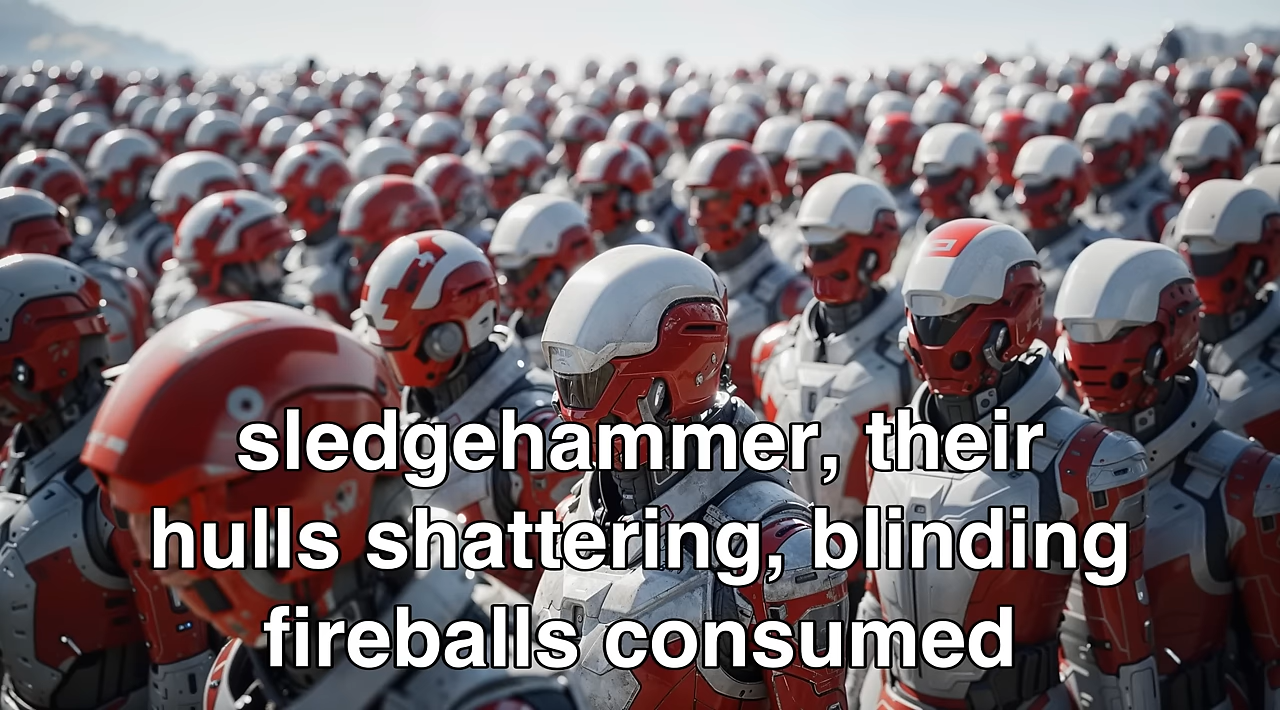 sledgehammer, their
hulls shattering, blinding
fireballs consumed